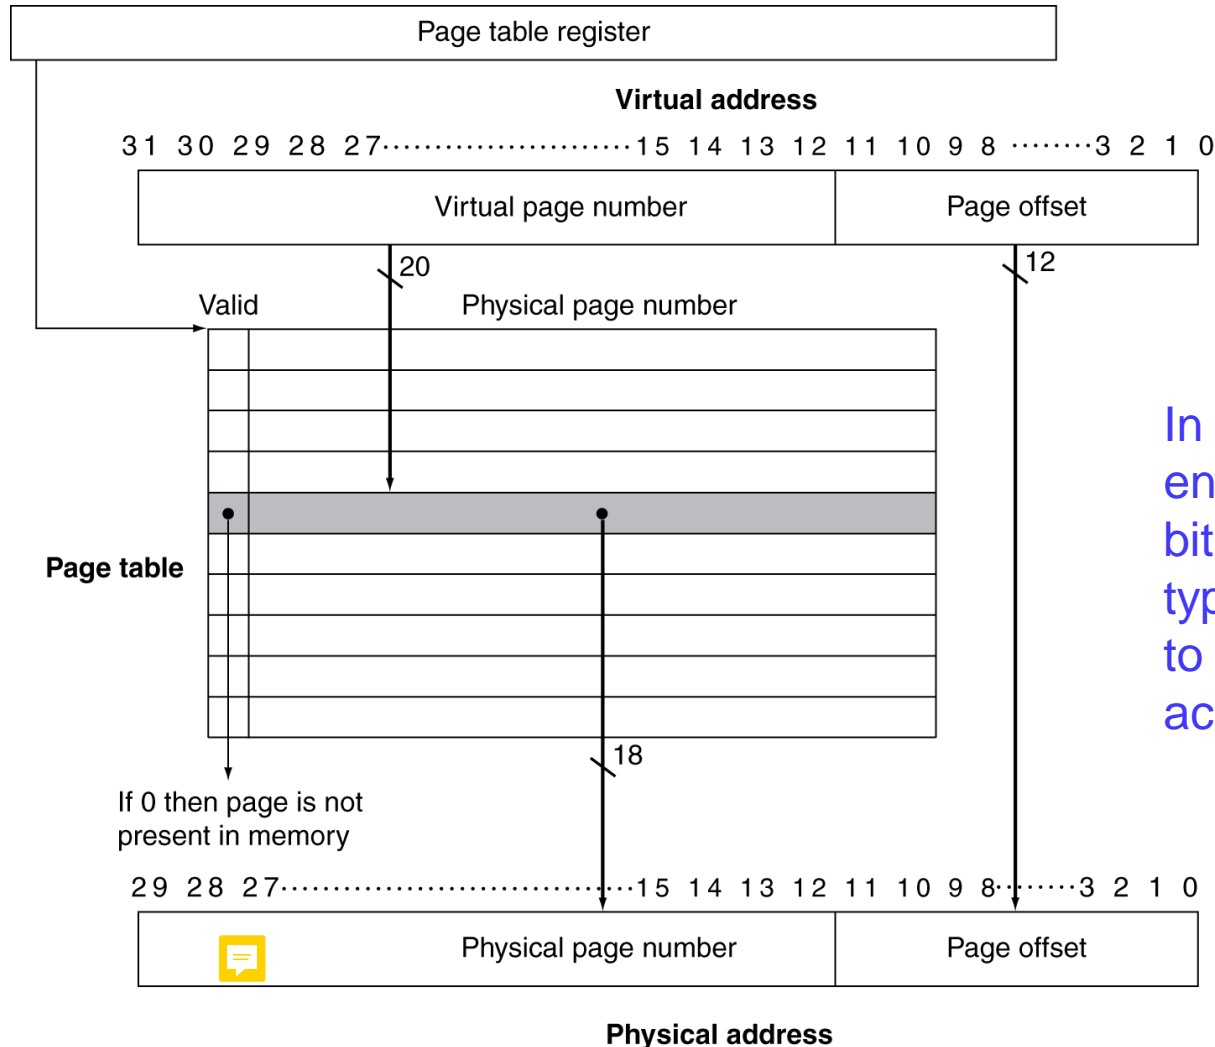 Page table register
Virtual address
31 30 29 28 27························15 14 13 12 11 10 9 8 ········3 2 1 0
Virtual page number Page offset
20 12
Valid Physical page number
In
Page table
to
18
If 0 then page is not
present in memory
29 28 27··································15 14 13 12 11 10 9 8········3 2 1 0
Physical page number Page offset
Physical address